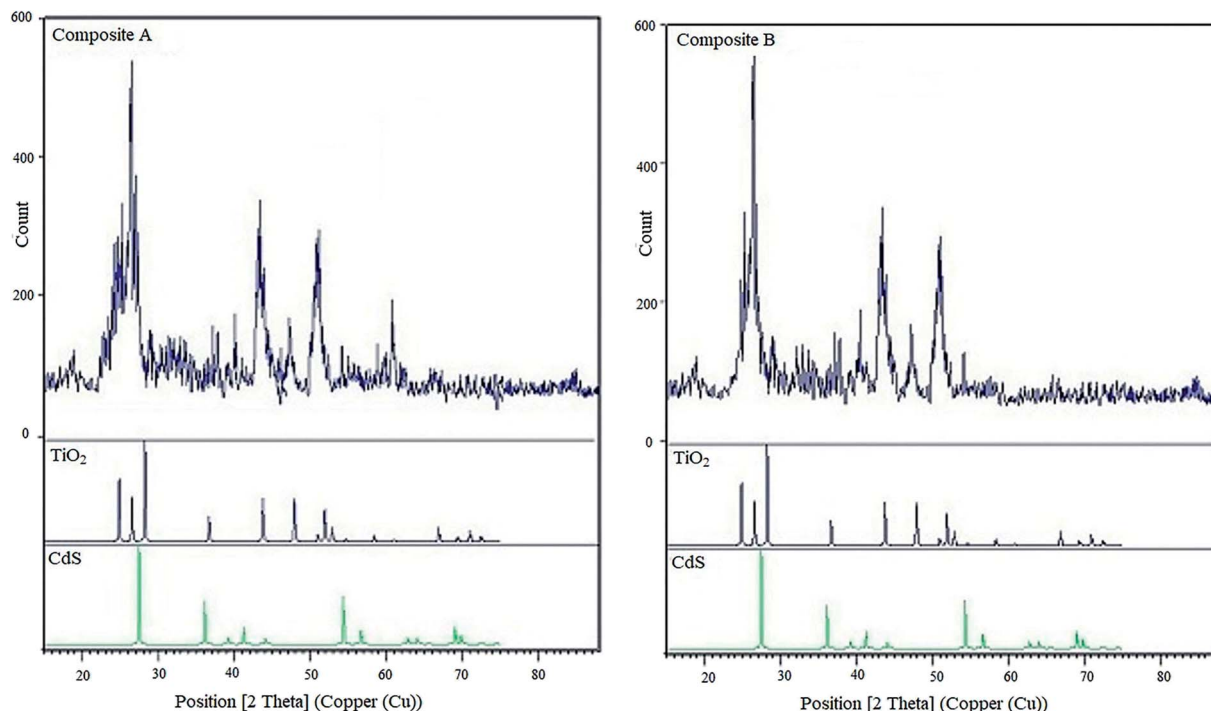 600
Composite A
400
Count
200
0
TiO₂
CdS
20 30 40 50 60 70 80
Position [2 Theta] (Copper (Cu))
600
Composite B
400
Count
200
0
TiO₂
CdS
20 30 40 50 60 70 80
Position [2 Theta] (Copper (Cu))